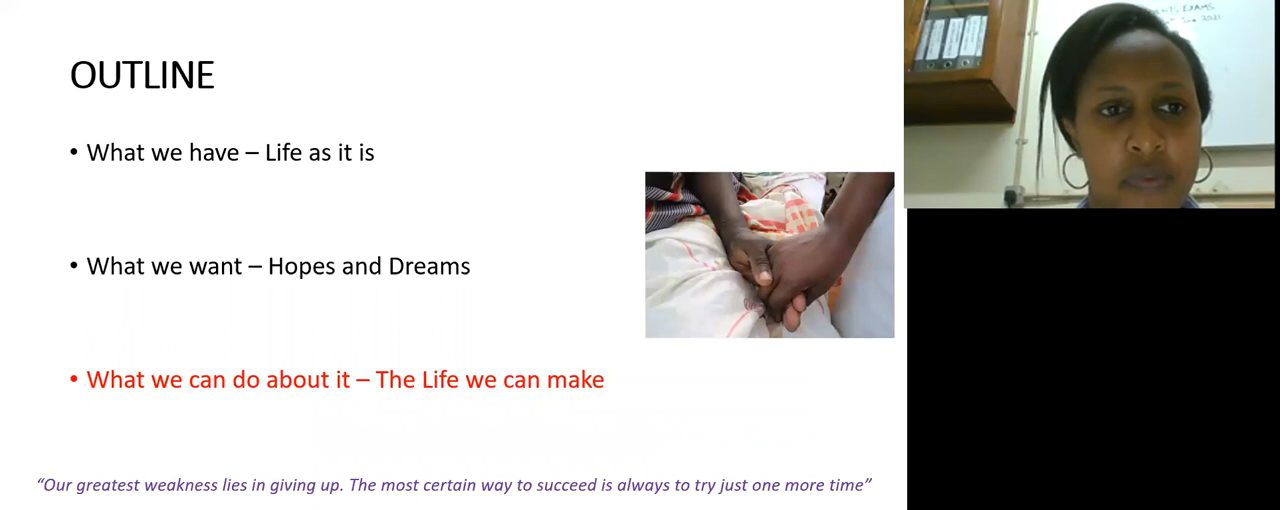 OUTLINE
• What we have – Life as it is
• What we want – Hopes and Dreams
• What we can do about it – The Life we can make
“Our greatest weakness lies in giving up. The most certain way to succeed is always to try just one more time”
EXAMS
2021